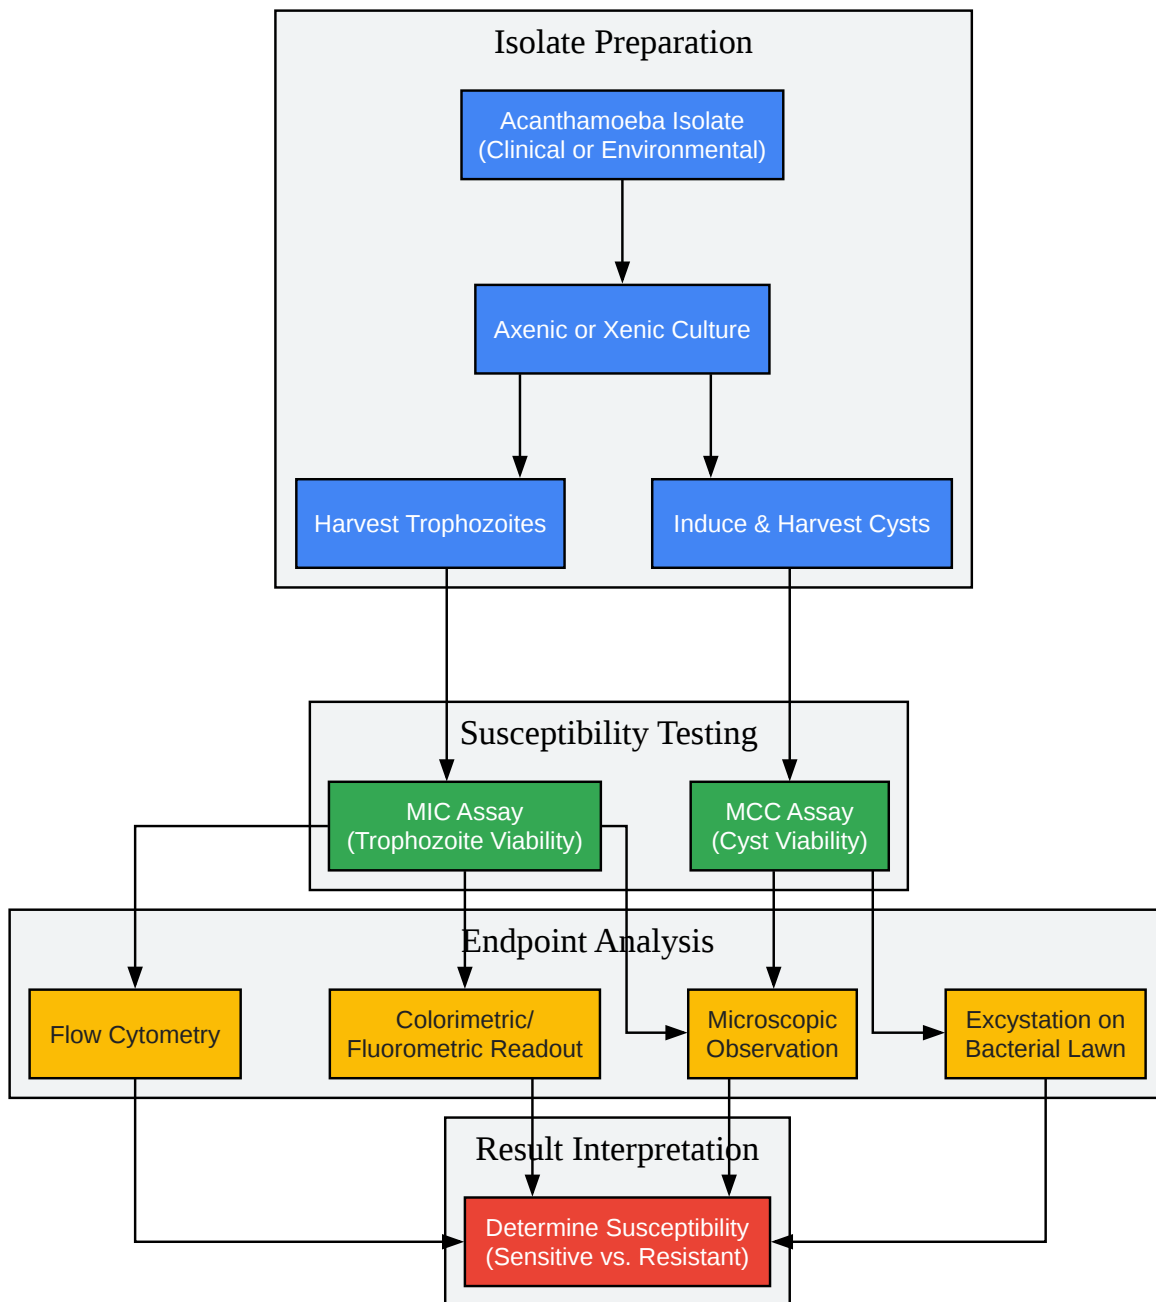 Isolate Preparation
Acanthamoeba Isolate
(Clinical or Environmental)
Axenic or Xenic Culture
Harvest Trophozoites
Induce & Harvest Cysts
Susceptibility Testing
MIC Assay
(Trophozoite Viability)
MCC Assay
(Cyst Viability)
Endpoint Analysis
Flow Cytometry
Colorimetric/
Fluorometric Readout
Microscopic
Observation
Excystation on
Bacterial Lawn
Result Interpretation
Determine Susceptibility
(Sensitive vs. Resistant)